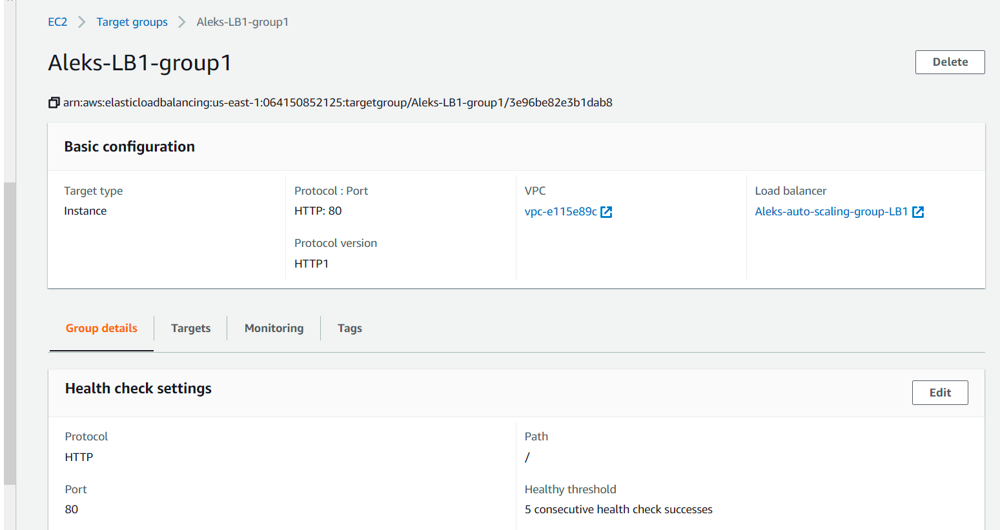 EC2 > Target groups > Aleks-LB1-group1
Aleks-LB1-group1
Delete
arn:aws:elasticloadbalancing:us-east-1:064150852125:targetgroup/Aleks-LB1-group1/3e96be82e3b1dab8
Basic configuration
Target type
Instance
Protocol : Port
HTTP: 80
Protocol version
HTTP1
VPC
vpc-e115e89c
Load balancer
Aleks-auto-scaling-group-LB1
Group details
Targets
Monitoring
Tags
Health check settings
Edit
Protocol
HTTP
Port
80
Path
/
Healthy threshold
5 consecutive health check successes